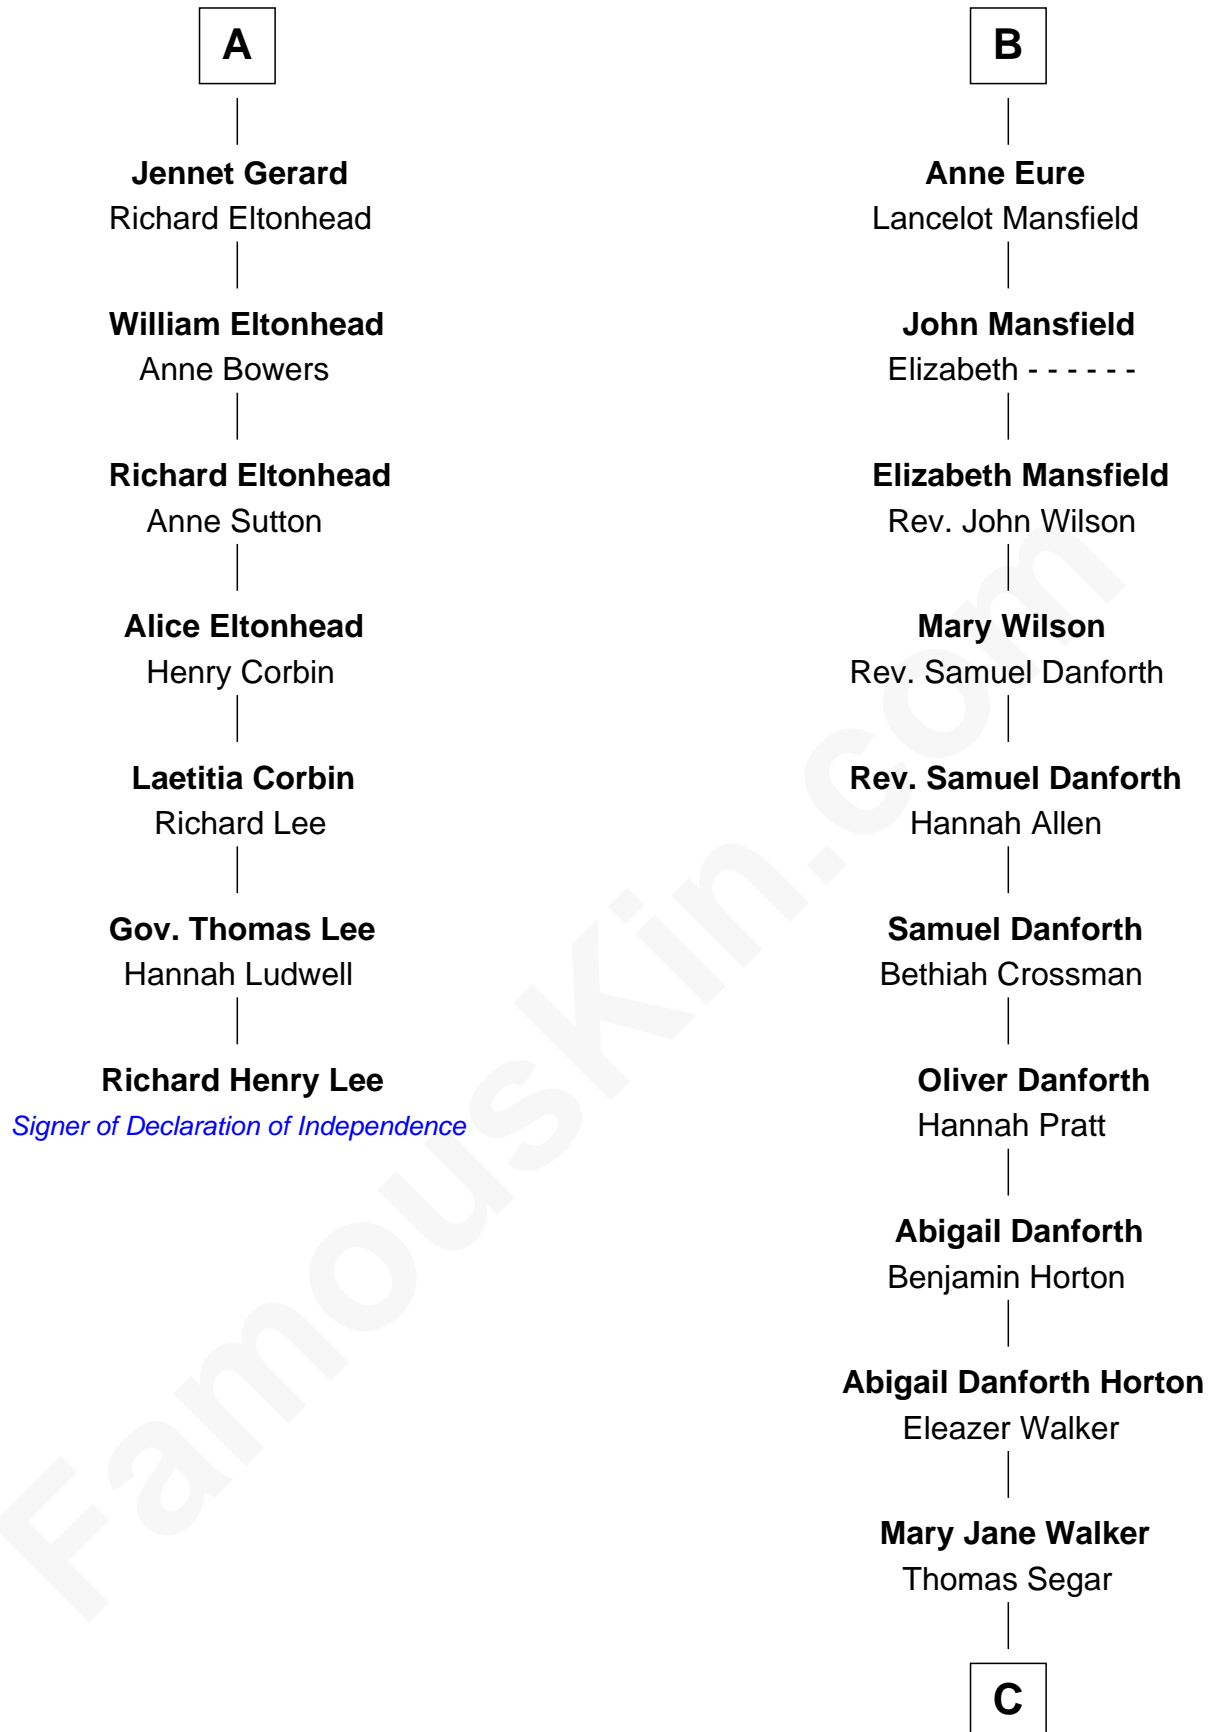 A
Jennet Gerard
Richard Eltonhead
William Eltonhead
Anne Bowers
Richard Eltonhead
Anne Sutton
Alice Eltonhead
Henry Corbin
Laetitia Corbin
Richard Lee
Gov. Thomas Lee
Hannah Ludwell
Richard Henry Lee
Signer of Declaration of Independence
B
Anne Eure
Lancelot Mansfield
John Mansfield
Elizabeth - - - - - -
Elizabeth Mansfield
Rev. John Wilson
Mary Wilson
Rev. Samuel Danforth
Rev. Samuel Danforth
Hannah Allen
Samuel Danforth
Bethiah Crossman
Oliver Danforth
Hannah Pratt
Abigail Danforth
Benjamin Horton
Abigail Danforth Horton
Eleazer Walker
Mary Jane Walker
Thomas Segar
C
FamousKin.com